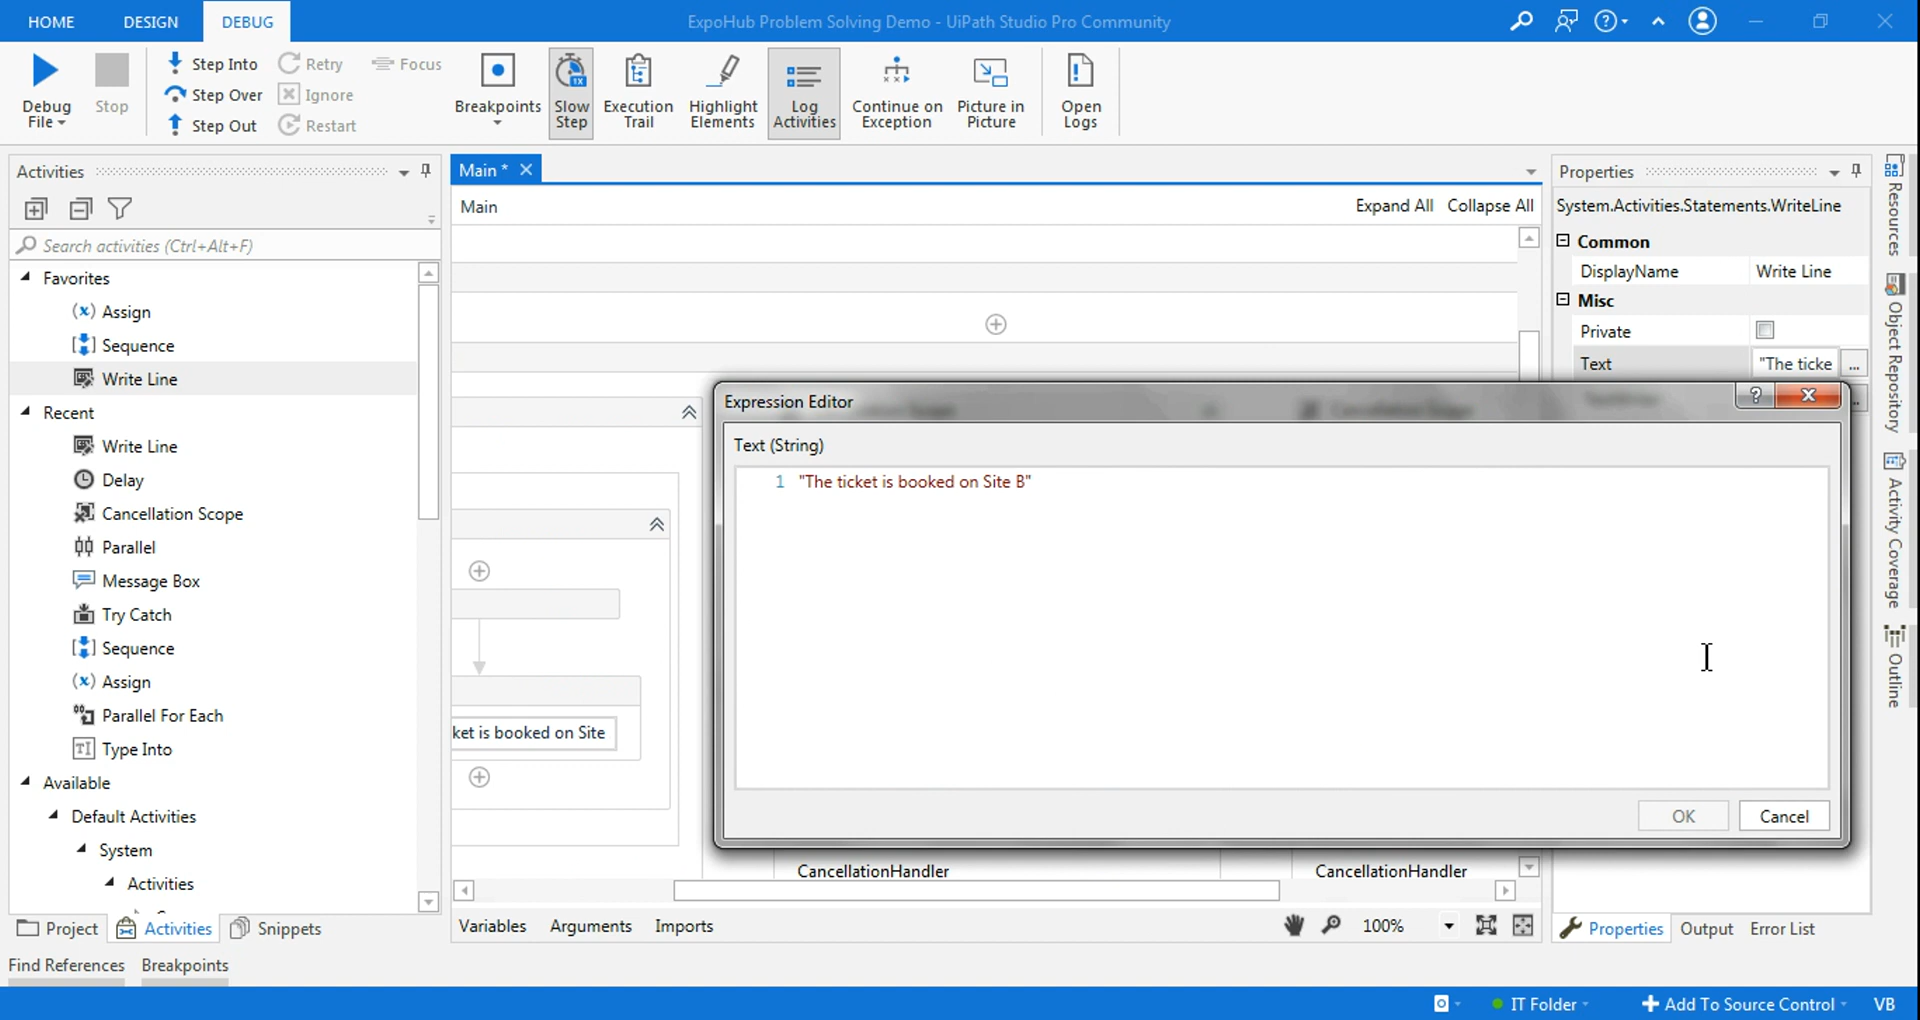 HOME DESIGN DEBUG ExpoHub Problem Solving Demo - UiPath Studio Pro Community
Debug File
Stop
Step Into
Step Over
Step Out
Retry
Ignore
Restart
Focus
Breakpoints
Slow Step
Execution Trail
Highlight Elements
Log Activities
Continue on Exception
Picture in Picture
Open Logs
Activities
Search activities (Ctrl+Alt+F)
Favorites
Assign
Sequence
Write Line
Recent
Write Line
Delay
Cancellation Scope
Parallel
Message Box
Try Catch
Sequence
Assign
Parallel For Each
Type Into
Available
Default Activities
System
Activities
Project Activities Snippets
Find References Breakpoints
Main *
Main Expand All Collapse All
ket is booked on Site
CancellationHandler CancellationHandler
Variables Arguments Imports 100%
Expression Editor
Text (String)
1 "The ticket is booked on Site B"
OK Cancel
Properties
System.Activities.Statements.WriteLine
Common
DisplayName Write Line
Misc
Private
Text "The ticke ...
Properties Output Error List
Resources
Object Repository
Activity Coverage
Outline
IT Folder Add To Source Control VB